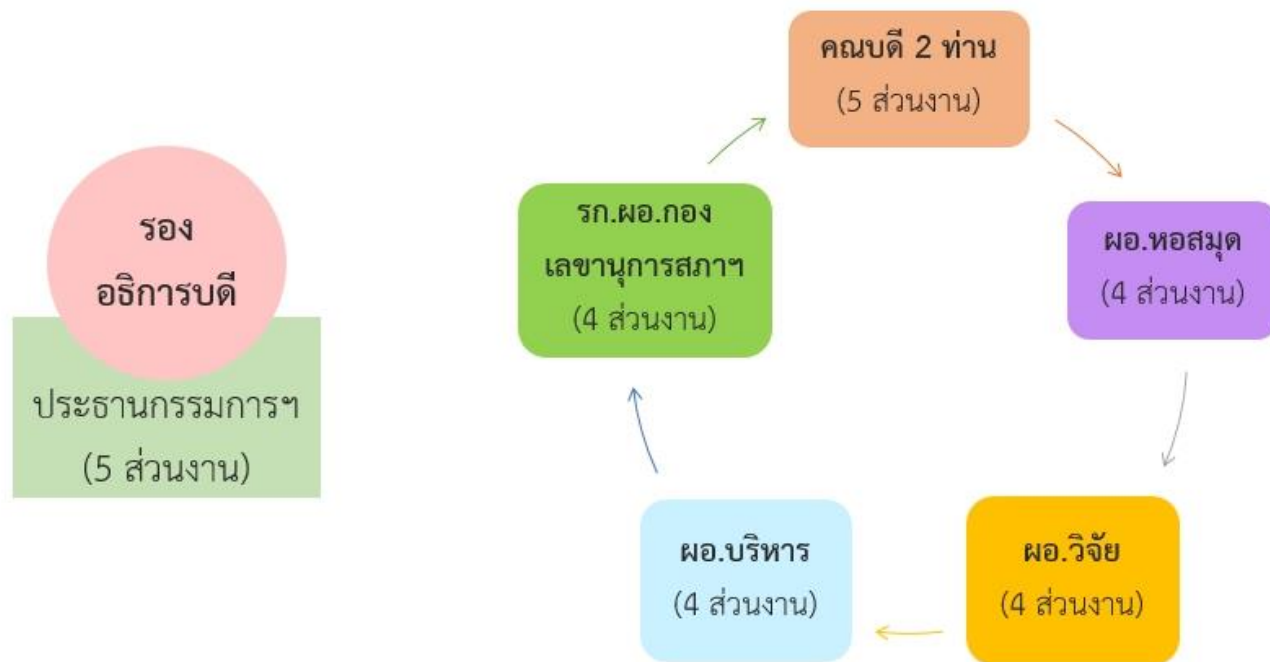 รอง
อธิการบดี
ประธานกรรมการฯ
(5 ส่วนงาน)
คณบดี 2 ท่าน
(5 ส่วนงาน)
ผอ.หอสมุด
(4 ส่วนงาน)
ผอ.วิจัย
(4 ส่วนงาน)
ผอ.บริหาร
(4 ส่วนงาน)
รก.ผอ.กอง
เลขานุการสภาฯ
(4 ส่วนงาน)